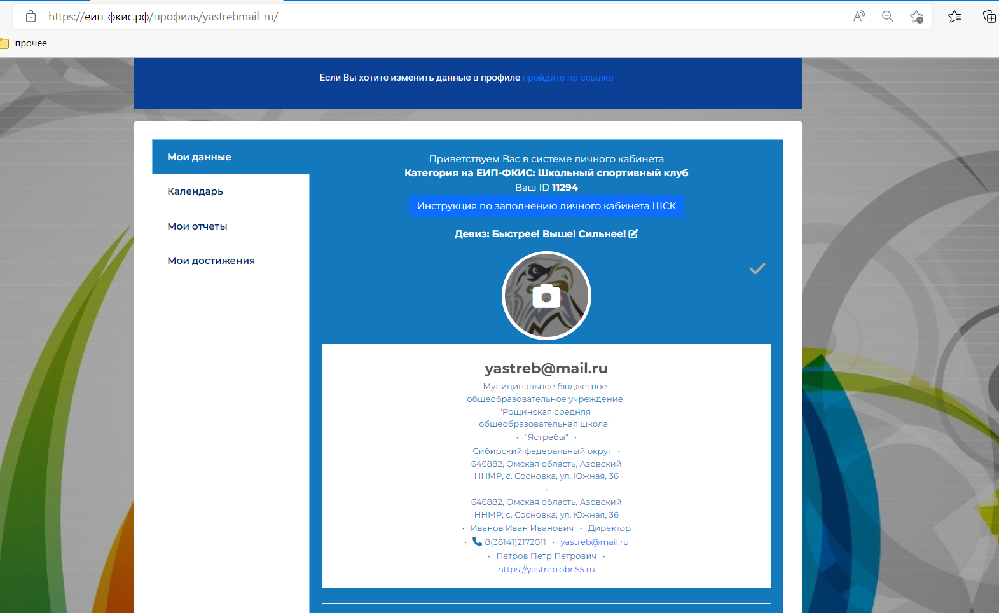 https://еип-фкис.рф/профиль/yastrebmail-ru/
прочее
Если Вы хотите изменить данные в профиле пройдите по ссылке
Мои данные
Календарь
Мои отчеты
Мои достижения
Приветствуем Вас в системе личного кабинета
Категория на ЕИП-ФКИС: Школьный спортивный клуб
Ваш ID 11294
Инструкция по заполнению личного кабинета ШСК
Девиз: Быстрее! Выше! Сильнее!
yastreb@mail.ru
Муниципальное бюджетное
общеобразовательное учреждение
"Рощинская средняя
общеобразовательная школа"
· "Ястребы" ·
Сибирский федеральный округ ·
646882, Омская область, Азовский
ННМР, с. Сосновка, ул. Южная, 36
·
646882, Омская область, Азовский
ННМР, с. Сосновка, ул. Южная, 36
· Иванов Иван Иванович · Директор
· 8(38141)2172011 · yastreb@mail.ru
· Петров Петр Петрович ·
https://yastreb.obr.55.ru